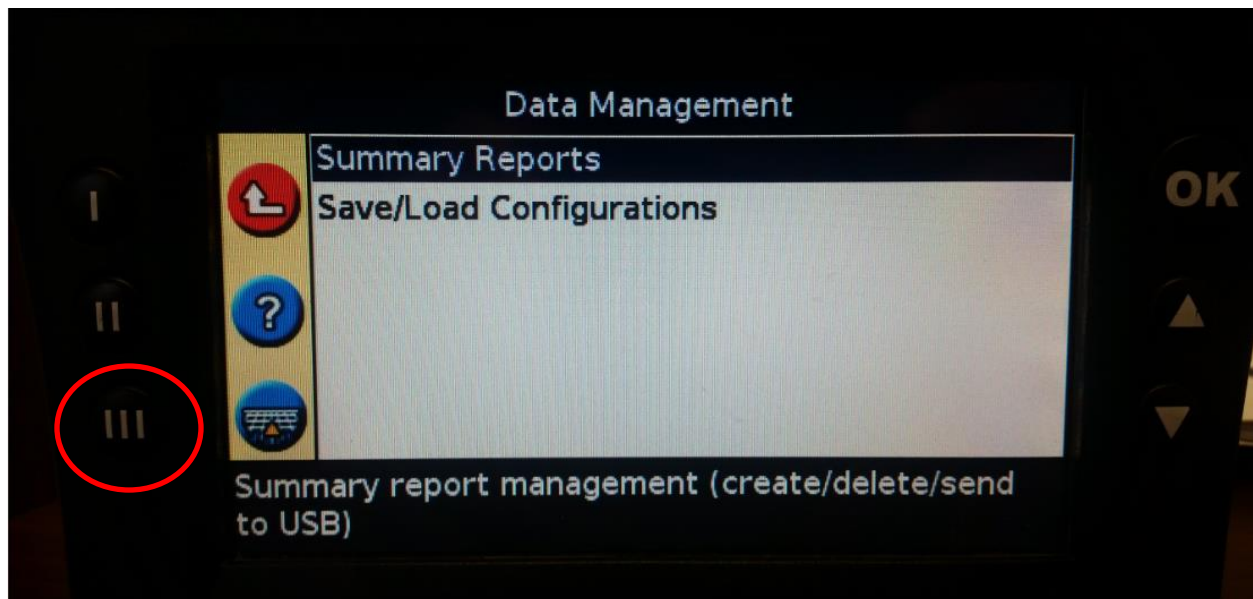 Data Management
Summary Reports
Save/Load Configurations
I
OK
?
II
III
Summary report management (create/delete/send
to USB)